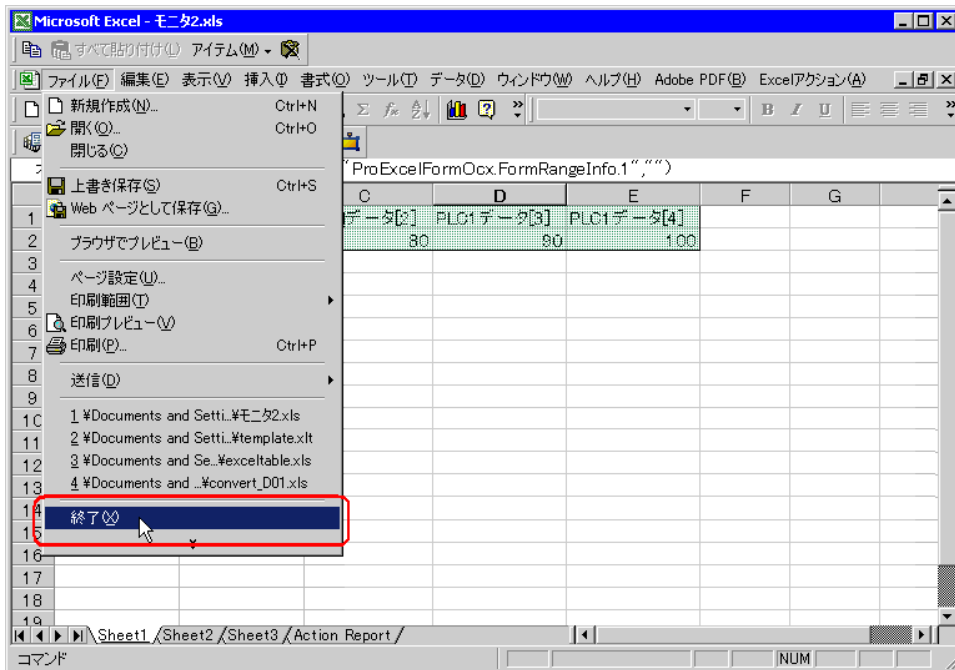 Microsoft Excel - モニタ2.xls
すべて貼り付け(L) アイテム(M)
ファイル(F) 編集(E) 表示(V) 挿入(I) 書式(O) ツール(T) データ(D) ウィンドウ(W) ヘルプ(H) Adobe PDF(B) Excelアクション(A)
新規作成(N)... Ctrl+N
Σ fx B I U
開く(O)... Ctrl+O
閉じる(C)
"ProExcelFormOcx.FormRangeInfo.1","")
上書き保存(S) Ctrl+S
C D E F G
Web ページとして保存(G)...
1 データ[2] PLC1データ[3] PLC1データ[4]
2 80 90 100
ブラウザでプレビュー(B)
3
ページ設定(U)...
4
印刷範囲(T)
5
印刷プレビュー(V)
6
印刷(P)... Ctrl+P
7
8
送信(D)
9
1 ¥Documents and Setti...¥モニタ2.xls
10
2 ¥Documents and Setti...¥template.xlt
11
3 ¥Documents and Se...¥exceltable.xls
12
4 ¥Documents and ...¥convert_D01.xls
13
14
終了(X)
15
16
17
18
19
Sheet1 Sheet2 Sheet3 Action Report
コマンド NUM